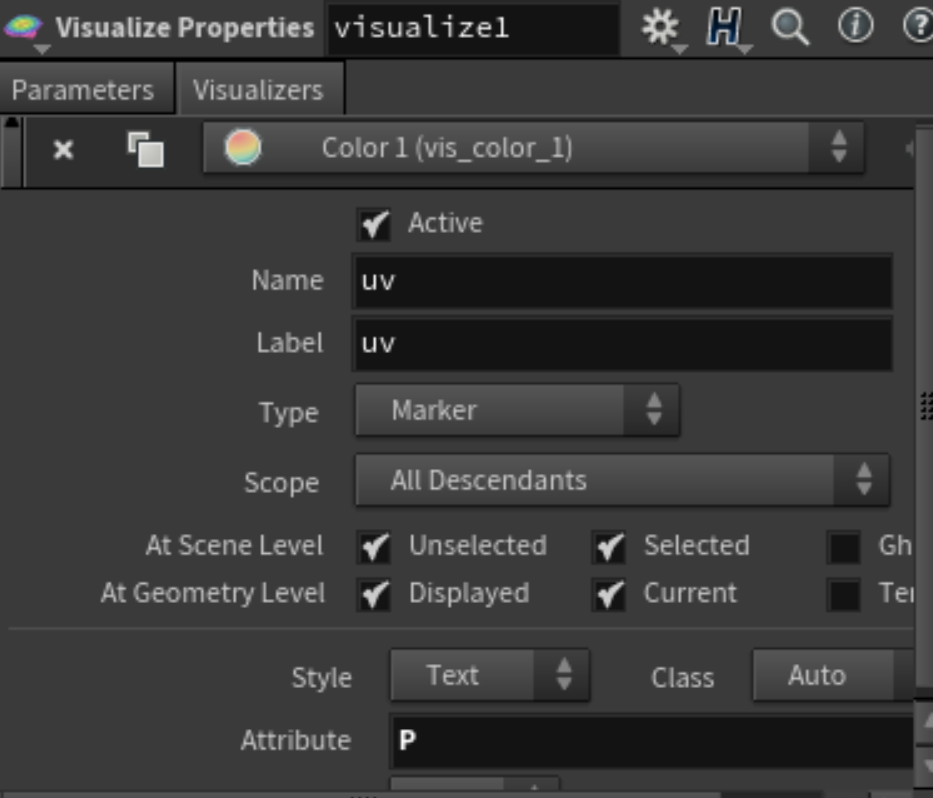 Visualize Properties visualize1
Parameters Visualizers
Color 1 (vis_color_1)
Active
Name uv
Label uv
Type Marker
Scope All Descendants
At Scene Level Unselected Selected Gh
At Geometry Level Displayed Current Ter
Style Text Class Auto
Attribute P